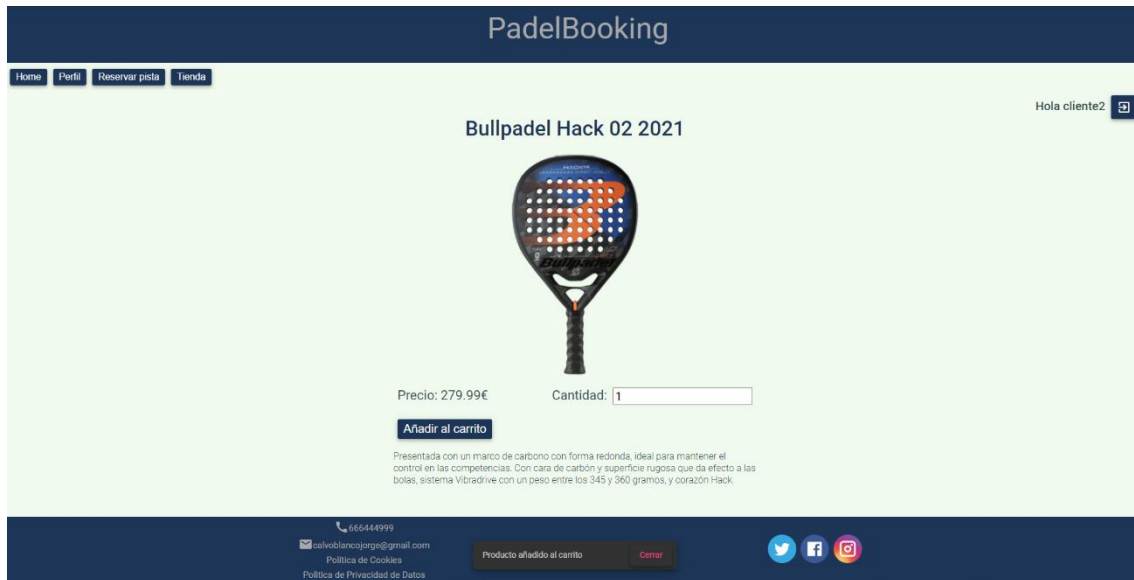 PadelBooking
Home Perfil Reservar pista Tienda
Hola cliente2
Bullpadel Hack 02 2021
HACK
Bullpadel
Precio: 279.99€ Cantidad: 1
Añadir al carrito
Presentada con un marco de carbono con forma redonda, ideal para mantener el
control en las competencias. Con cara de carbón y superficie rugosa que da efecto a las
bolas, sistema Vibradrive con un peso entre los 345 y 360 gramos, y corazón Hack.
666444999
calvoblancojorge@gmail.com
Política de Cookies
Política de Privacidad de Datos
Producto añadido al carrito Cerrar